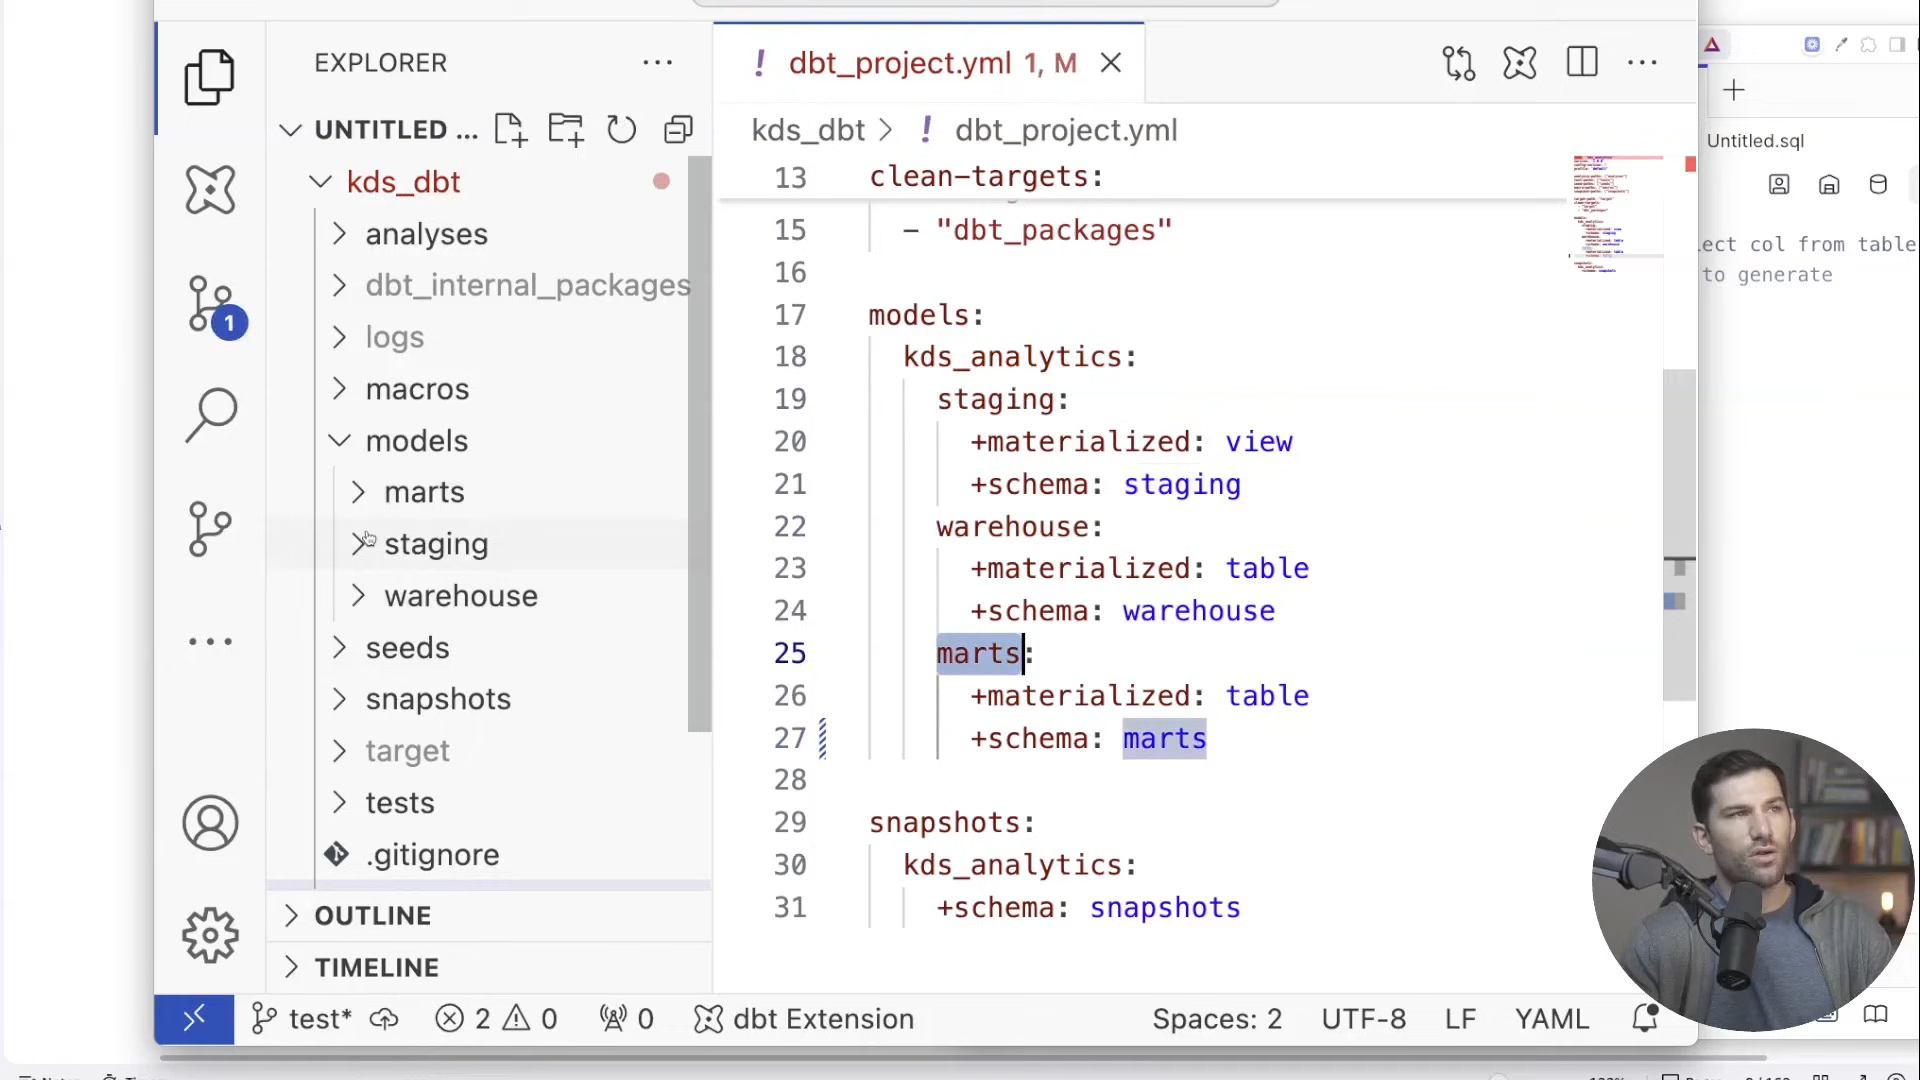 EXPLORER
UNTITLED ...
kds_dbt
analyses
dbt_internal_packages
logs
macros
models
marts
staging
warehouse
seeds
snapshots
target
tests
.gitignore
OUTLINE
TIMELINE
1
! dbt_project.yml 1, M
kds_dbt > ! dbt_project.yml
13 clean-targets:
15 - "dbt_packages"
16
17 models:
18 kds_analytics:
19 staging:
20 +materialized: view
21 +schema: staging
22 warehouse:
23 +materialized: table
24 +schema: warehouse
25 marts:
26 +materialized: table
27 +schema: marts
28
29 snapshots:
30 kds_analytics:
31 +schema: snapshots
test* 2 0 0 dbt Extension Spaces: 2 UTF-8 LF YAML
Untitled.sql
ect col from table
to generate